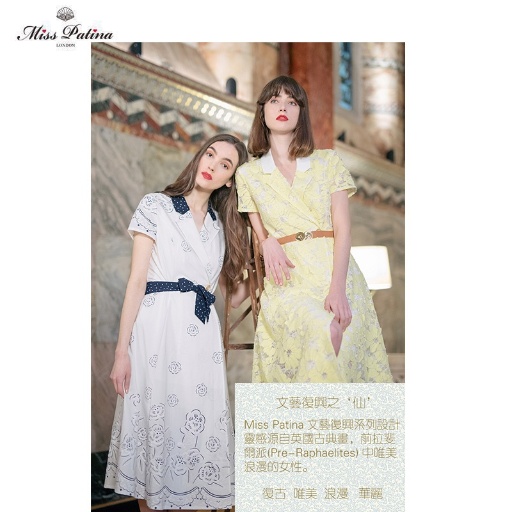 Miss Patina
LONDON
文藝復興之‘仙’
Miss Patina 文藝復興系列設計
靈感源自英國古典畫，前拉斐
爾派(Pre-Raphaelites) 中唯美
浪漫的女性。
復古 唯美 浪漫 華麗